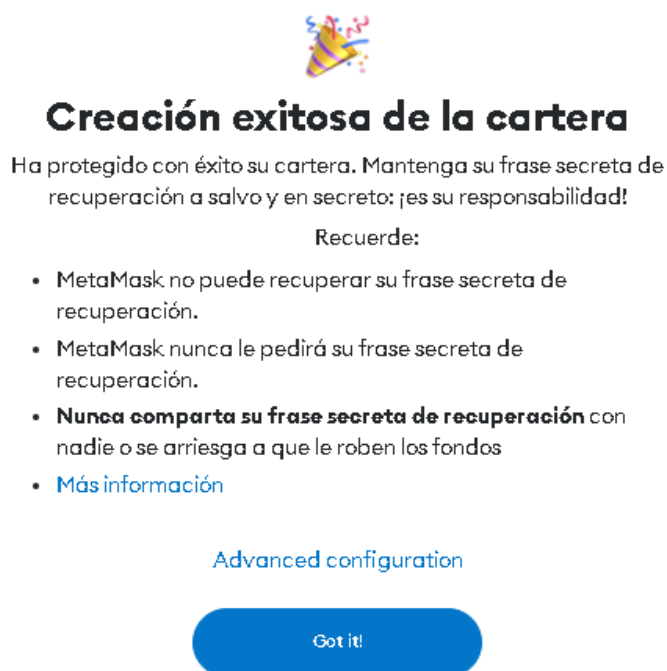 Creación exitosa de la cartera
Ha protegido con éxito su cartera. Mantenga su frase secreta de
recuperación a salvo y en secreto: ¡es su responsabilidad!
Recuerde:
• MetaMask no puede recuperar su frase secreta de
recuperación.
• MetaMask nunca le pedirá su frase secreta de
recuperación.
• Nunca comparta su frase secreta de recuperación con
nadie o se arriesga a que le roben los fondos
• Más información
Advanced configuration
Got it!